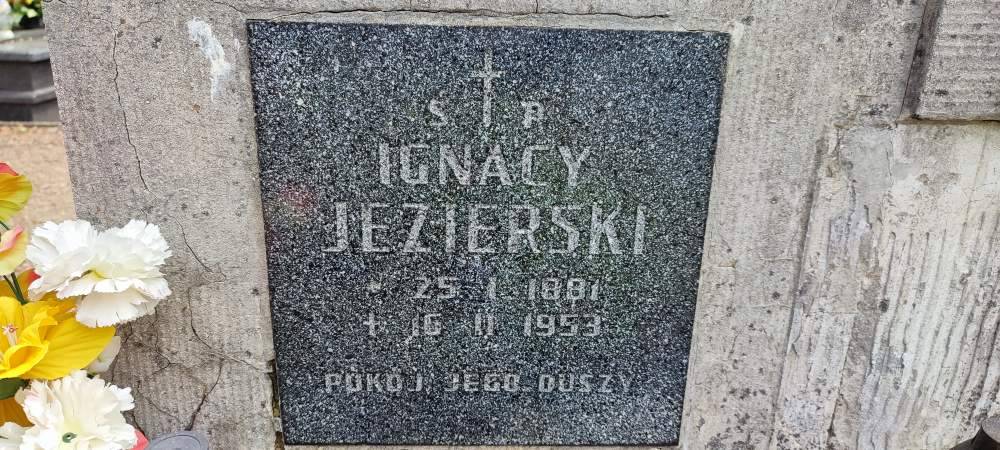 Ś † P
IGNACY
JEZIERSKI
* 25 I 1881
+ 16 II 1953
POKÓJ JEGO DUSZY